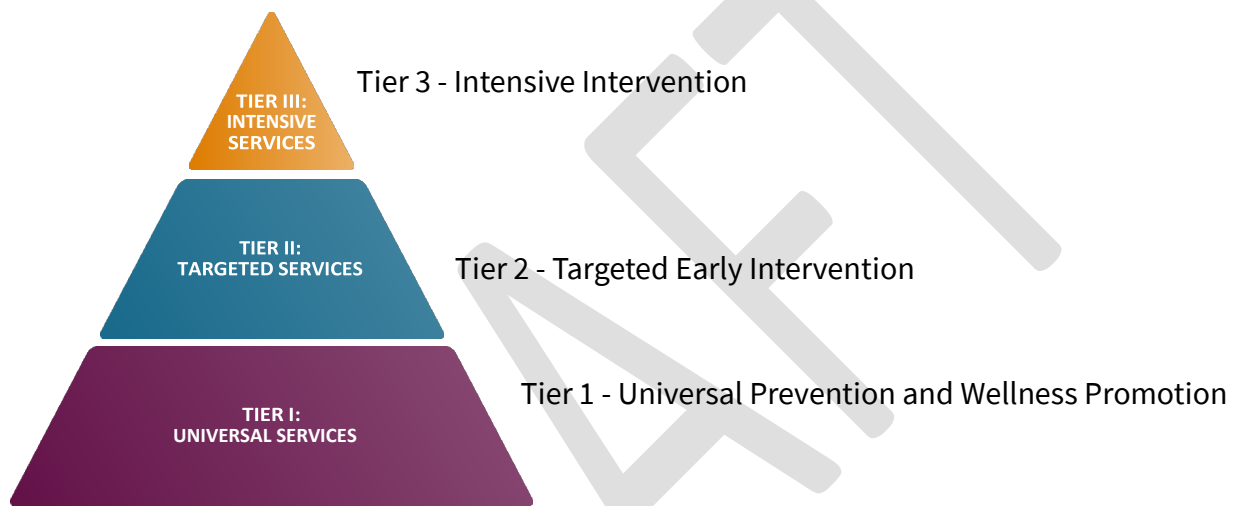 TIER III:
INTENSIVE
SERVICES
Tier 3 - Intensive Intervention
TIER II:
TARGETED SERVICES
Tier 2 - Targeted Early Intervention
TIER I:
UNIVERSAL SERVICES
Tier 1 - Universal Prevention and Wellness Promotion
AFT